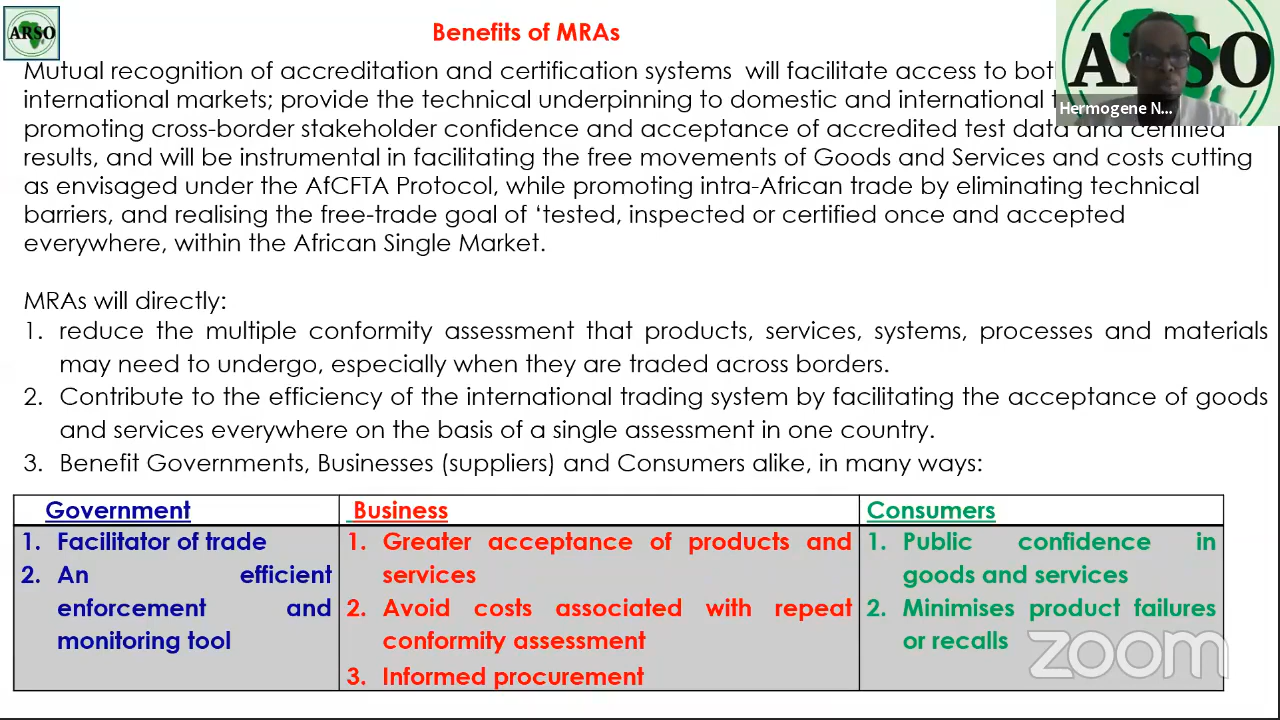 ARSO
Benefits of MRAs
Mutual recognition of accreditation and certification systems will facilitate access to
international markets; provide the technical underpinning to domestic and international
promoting cross-border stakeholder confidence and acceptance of accredited test data and certified
results, and will be instrumental in facilitating the free movements of Goods and Services and costs cutting
as envisaged under the AfCFTA Protocol, while promoting intra-African trade by eliminating technical
barriers, and realising the free-trade goal of ‘tested, inspected or certified once and accepted
everywhere, within the African Single Market.
MRAs will directly:
1. reduce the multiple conformity assessment that products, services, systems, processes and materials
may need to undergo, especially when they are traded across borders.
2. Contribute to the efficiency of the international trading system by facilitating the acceptance of goods
and services everywhere on the basis of a single assessment in one country.
3. Benefit Governments, Businesses (suppliers) and Consumers alike, in many ways:
Government
1. Facilitator of trade
2. An efficient
enforcement and
monitoring tool
Business
1. Greater acceptance of products and
services
2. Avoid costs associated with repeat
conformity assessment
3. Informed procurement
Consumers
1. Public confidence in
goods and services
2. Minimises product failures
or recalls
Hermogene N...
zoom